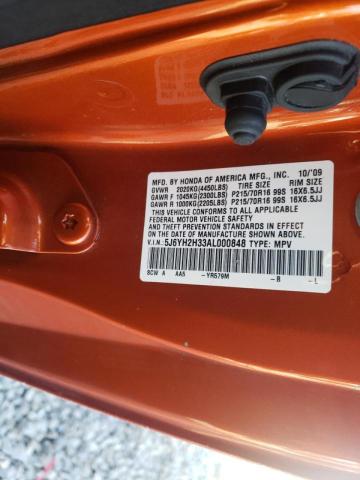 MFD. BY HONDA OF AMERICA MFG., INC. 10/'09
GVWR 2020KG(4450LBS) TIRE SIZE RIM SIZE
GAWR F 1045KG(2300LBS) P215/70R16 99S 16X6.5JJ
GAWR R 1000KG(2205LBS) P215/70R16 99S 16X6.5JJ
THIS VEHICLE CONFORMS TO ALL APPLICABLE
FEDERAL MOTOR VEHICLE SAFETY
AND THEFT PREVENTION STANDARDS IN EFFECT ON THE
DATE OF MANUFACTURE SHOWN ABOVE.
V.I.N: 5J6YH2H33AL000848 TYPE: MPV
SCW A AA5 -YR579M -B -L